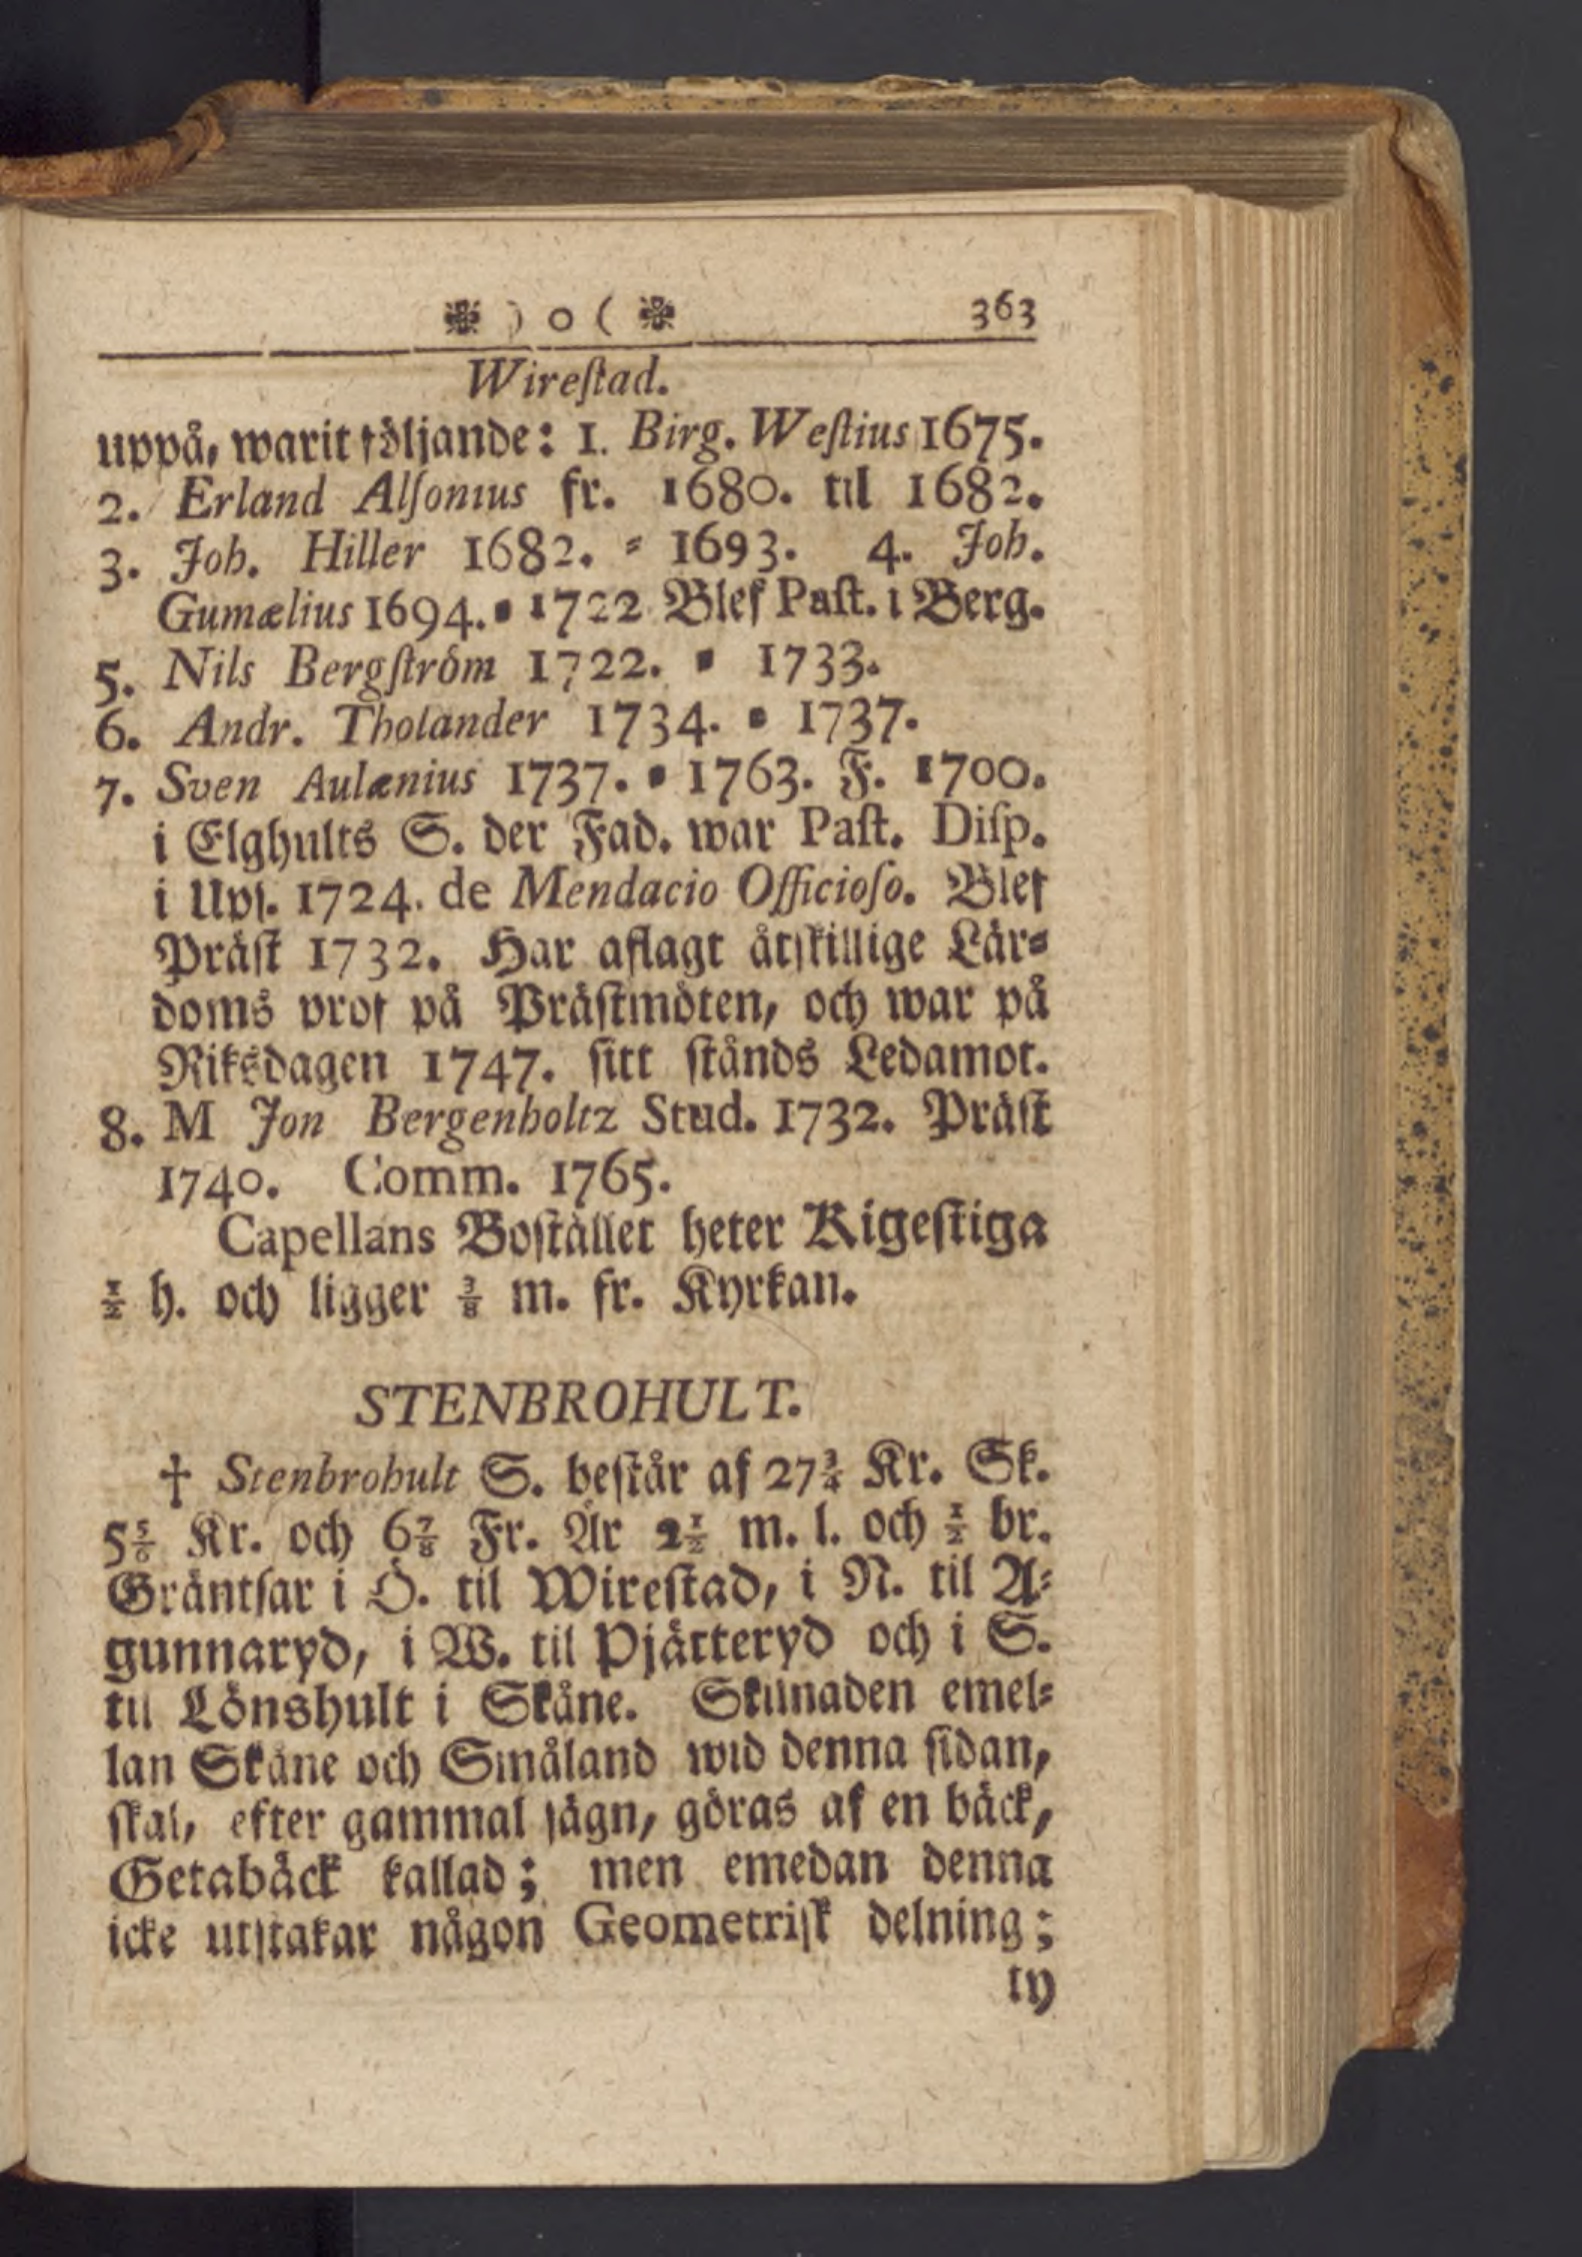 ❉ ) o ( ❉ 363
Wireſtad.
uppå, warit följande: 1. Birg. Weſtius 1675.
2. Erland Alſonius fr. 1680. til 1682.
3. Joh. Hiller 1682. ⸗ 1693. 4. Joh.
Gumælius 1694. ⸗ 1722 Blef Paſt. i Berg.
5. Nils Bergſtröm 1722. ⸗ 1733.
6. Andr. Tholander 1734. ⸗ 1737.
7. Sven Aulænius 1737. ⸗ 1763. F. 1700.
i Elghults S. der Fad. war Paſt. Diſp.
i Upſ. 1724. de Mendacio Officioſo. Blef
Präſt 1732. Har aflagt åtſkillige Lär⸗
doms prof på Präſtmöten, och war på
Riksdagen 1747. ſitt ſtånds Ledamot.
8. M Jon Bergenholtz Stud. 1732. Präſt
1740. Comm. 1765.
Capellans Boſtället heter Kigeſtiga
½ h. och ligger ⅜ m. fr. Kyrkan.
STENBROHULT.
† Stenbrohult S. beſtår af 27¾ Kr. Sk.
5⅚ Kr. och 6⅞ Fr. Är 2½ m. l. och ½ br.
Gräntſar i Ö. til Wireſtad, i N. til A⸗
gunnaryd, i W. til Pjätteryd och i S.
til Lönshult i Skåne. Skilnaden emel⸗
lan Skåne och Småland wid denna ſidan,
ſkal, efter gammal ſägn, göras af en bäck,
Getabäck kallad; men emedan denna
icke utſtakar någon Geometriſk delning;
ty